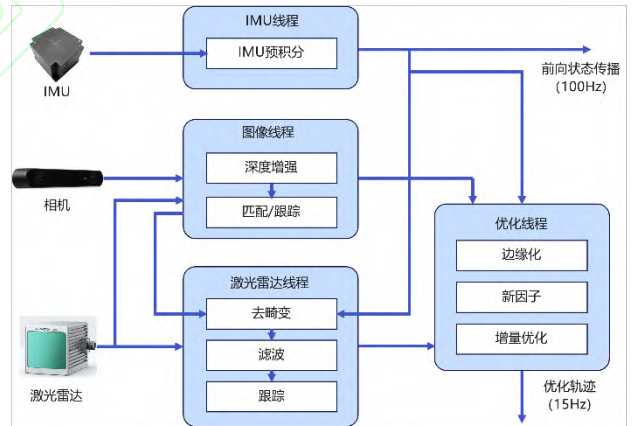 IMU线程
IMU预积分
IMU
前向状态传播
(100Hz)
图像线程
深度增强
匹配/跟踪
相机
优化线程
边缘化
新因子
增量优化
激光雷达线程
去畸变
滤波
跟踪
激光雷达
优化轨迹
(15Hz)